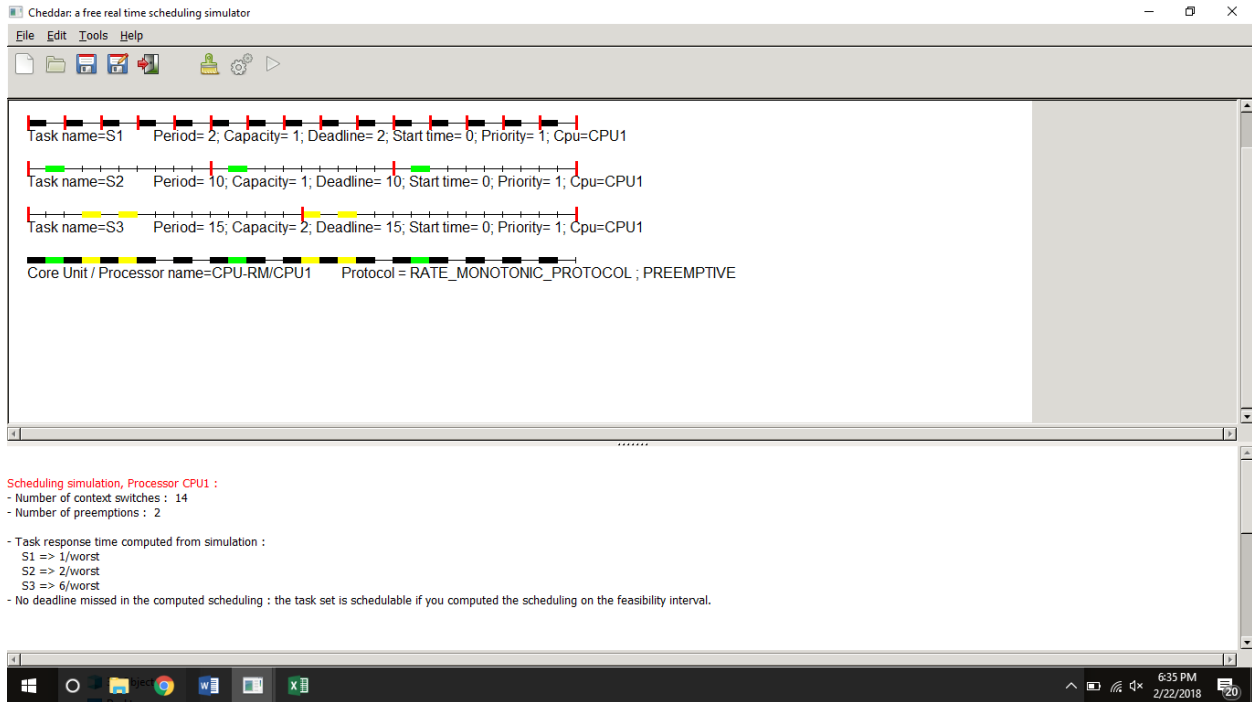 Cheddar: a free real time scheduling simulator
File Edit Tools Help
Task name=S1 Period= 2; Capacity= 1; Deadline= 2; Start time= 0; Priority= 1; Cpu=CPU1
Task name=S2 Period= 10; Capacity= 1; Deadline= 10; Start time= 0; Priority= 1; Cpu=CPU1
Task name=S3 Period= 15; Capacity= 2; Deadline= 15; Start time= 0; Priority= 1; Cpu=CPU1
Core Unit / Processor name=CPU-RM/CPU1 Protocol = RATE_MONOTONIC_PROTOCOL ; PREEMPTIVE
Scheduling simulation, Processor CPU1 :
- Number of context switches : 14
- Number of preemptions : 2
- Task response time computed from simulation :
S1 => 1/worst
S2 => 2/worst
S3 => 6/worst
- No deadline missed in the computed scheduling : the task set is schedulable if you computed the scheduling on the feasibility interval.
6:35 PM
2/22/2018
20